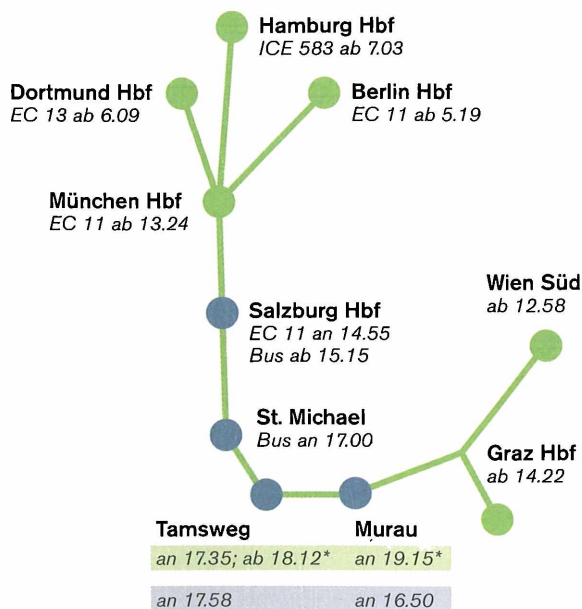 Hamburg Hbf
ICE 583 ab 7.03
Dortmund Hbf
EC 13 ab 6.09
Berlin Hbf
EC 11 ab 5.19
München Hbf
EC 11 ab 13.24
Wien Süd
ab 12.58
Salzburg Hbf
EC 11 an 14.55
Bus ab 15.15
St. Michael
Bus an 17.00
Graz Hbf
ab 14.22
Tamsweg
Murau
an 17.35; ab 18.12*
an 19.15*
an 17.58
an 16.50